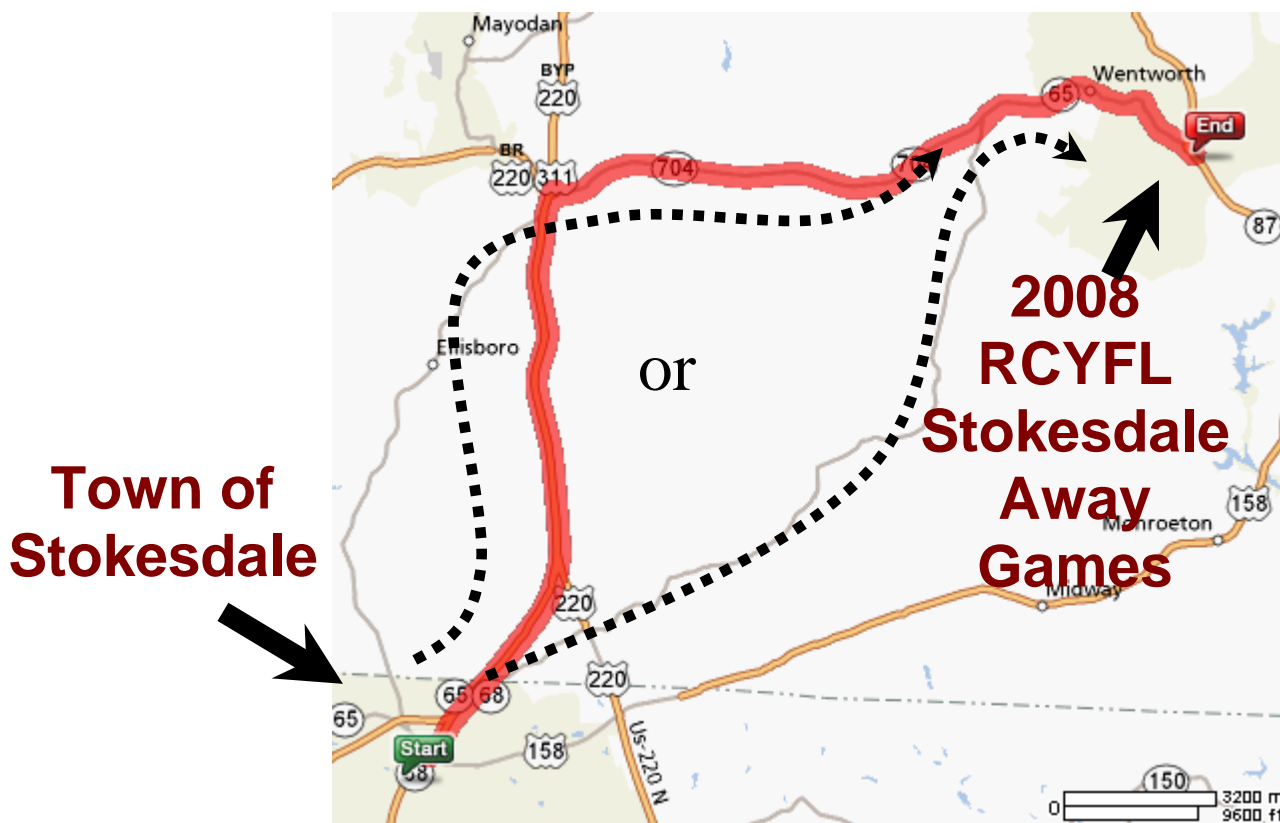 Mayodan
BYP
220
Wentworth
65
End
BR
220
311
704
87
2008
RCYFL
Stokesdale
Away
Games
Ellisboro
or
Town of
Stokesdale
158
Monroeton
Midway
220
220
65
68
65
Start
68
158
US-220 N
150
0
3200 m
9600 ft